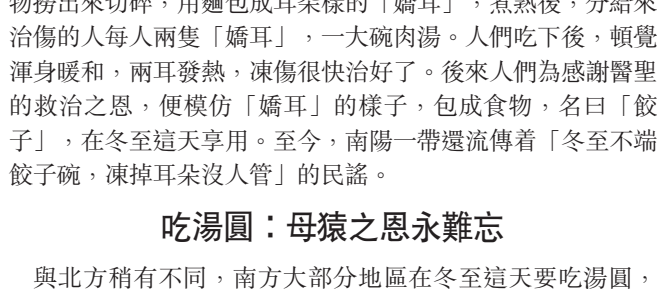 物撈出來切碎，用麵包成耳朵樣的「嬌耳」，煮熟後，分給來
治傷的人每人兩隻「嬌耳」，一大碗肉湯。人們吃下後，頓覺
渾身暖和，兩耳發熱，凍傷很快治好了。後來人們為感謝醫聖
的救治之恩，便模仿「嬌耳」的樣子，包成食物，名曰「餃
子」，在冬至這天享用。至今，南陽一帶還流傳着「冬至不端
餃子碗，凍掉耳朵沒人管」的民謠。
吃湯圓：母猿之恩永難忘
與北方稍有不同，南方大部分地區在冬至這天要吃湯圓，